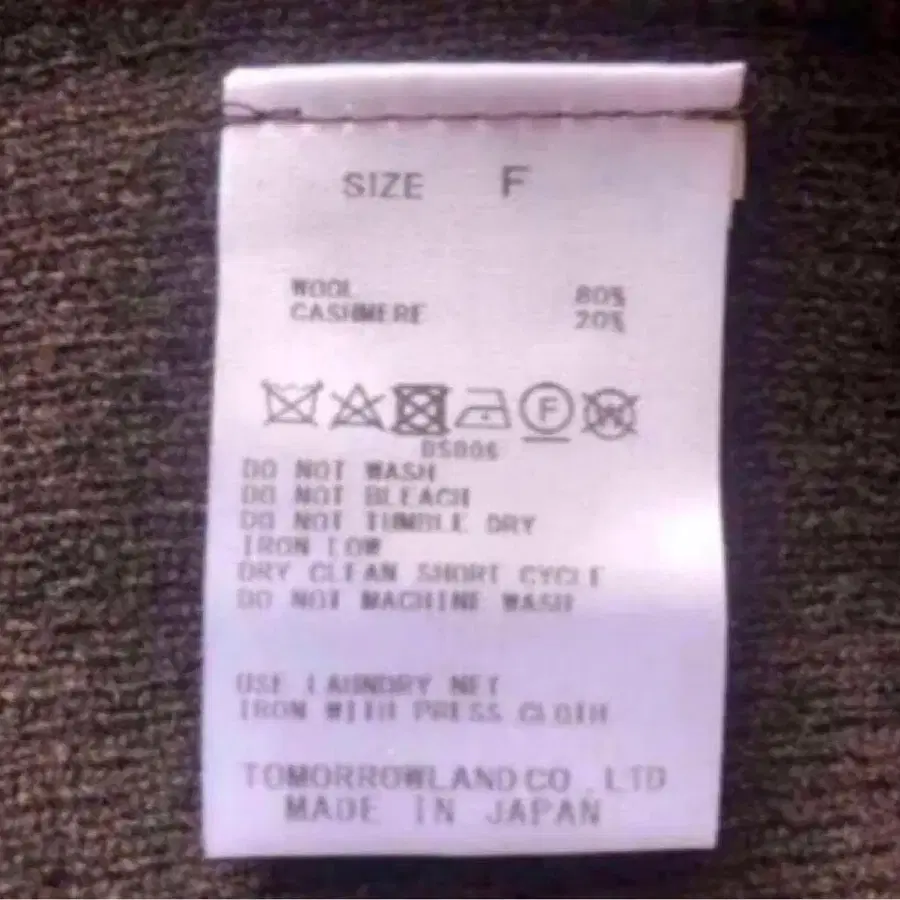 SIZE F
WOOL 80%
CASHMERE 20%
F W
BS806
DO NOT WASH
DO NOT BLEACH
DO NOT TUMBLE DRY
IRON LOW
DRY CLEAN SHORT CYCLE
DO NOT MACHINE WASH
USE LAUNDRY NET
IRON WITH PRESS CLOTH
TOMORROWLAND CO.,LTD
MADE IN JAPAN